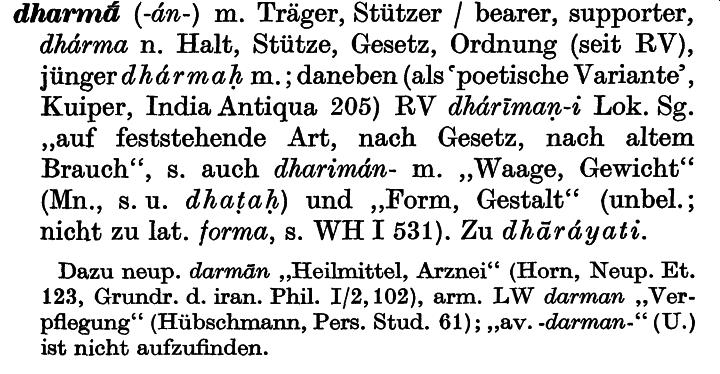 dharmā́ (-án-) m. Träger, Stützer / bearer, supporter,
dhárma n. Halt, Stütze, Gesetz, Ordnung (seit RV),
jünger dhármaḥ m.; daneben (als ‘poetische Variante’,
Kuiper, India Antiqua 205) RV dhárīmaṇ-i Lok. Sg.
„auf feststehende Art, nach Gesetz, nach altem
Brauch“, s. auch dharimán- m. „Waage, Gewicht“
(Mn., s. u. dhaṭaḥ) und „Form, Gestalt“ (unbel.;
nicht zu lat. forma, s. WH I 531). Zu dhāráyati.
Dazu neup. darmān „Heilmittel, Arznei“ (Horn, Neup. Et.
123, Grundr. d. iran. Phil. I/2, 102), arm. LW darman „Ver-
pflegung“ (Hübschmann, Pers. Stud. 61); „av. -darman-“ (U.)
ist nicht aufzufinden.